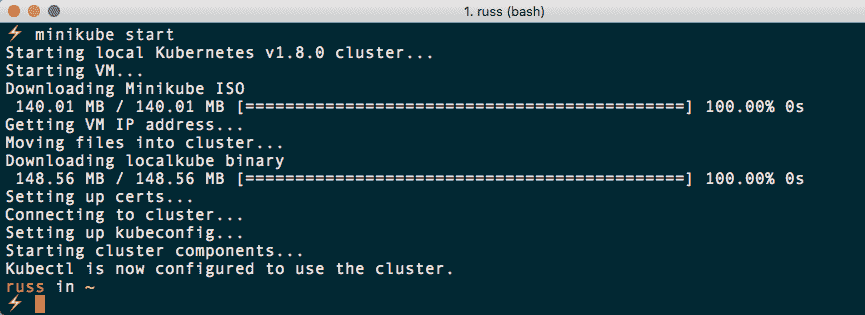 1. russ (bash)
⚡ minikube start
Starting local Kubernetes v1.8.0 cluster...
Starting VM...
Downloading Minikube ISO
 140.01 MB / 140.01 MB [============================================] 100.00% 0s
Getting VM IP address...
Moving files into cluster...
Downloading localkube binary
 148.56 MB / 148.56 MB [============================================] 100.00% 0s
Setting up certs...
Connecting to cluster...
Setting up kubeconfig...
Starting cluster components...
Kubectl is now configured to use the cluster.
russ in ~
⚡